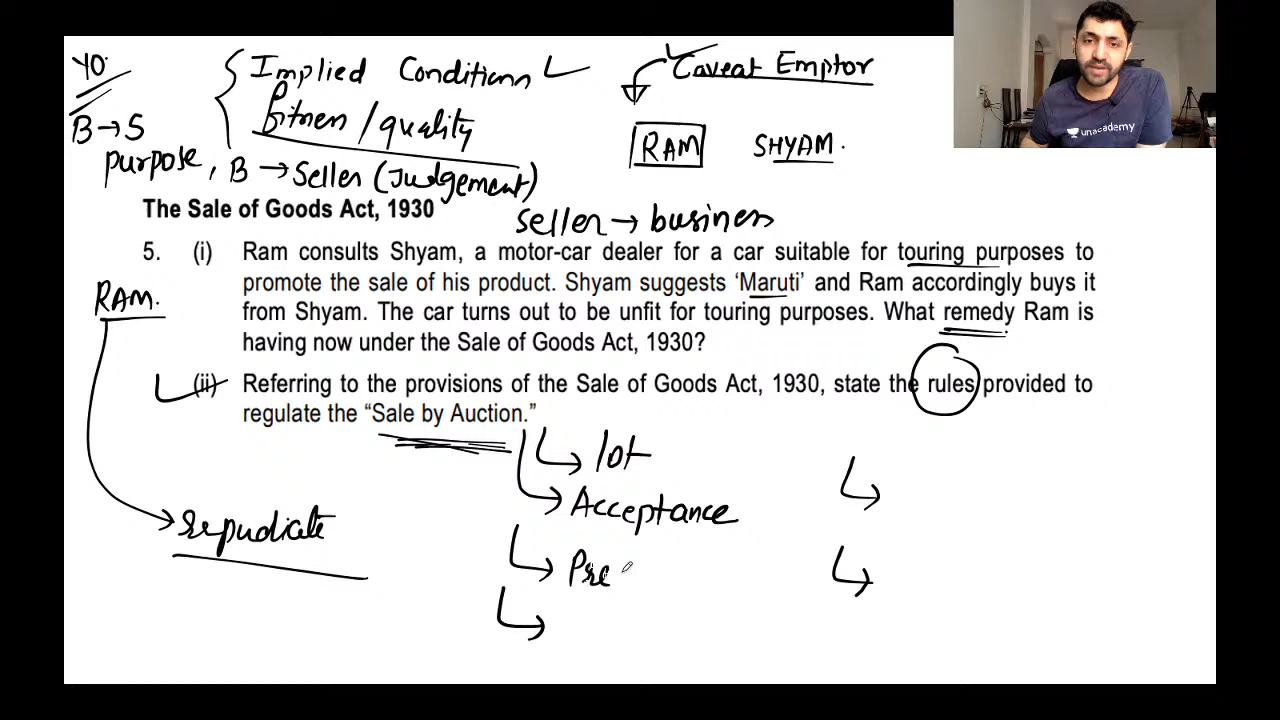 YO.
Implied Conditions
Caveat Emptor
unacademy
B → S
fitness / quality
RAM SHYAM.
purpose, B → Seller (Judgement)
The Sale of Goods Act, 1930
seller → business
5. (i) Ram consults Shyam, a motor-car dealer for a car suitable for touring purposes to
promote the sale of his product. Shyam suggests ‘Maruti’ and Ram accordingly buys it
RAM.
from Shyam. The car turns out to be unfit for touring purposes. What remedy Ram is
having now under the Sale of Goods Act, 1930?
(ii) Referring to the provisions of the Sale of Goods Act, 1930, state the rules provided to
regulate the “Sale by Auction.”
lot
Acceptance
repudiate
Pre